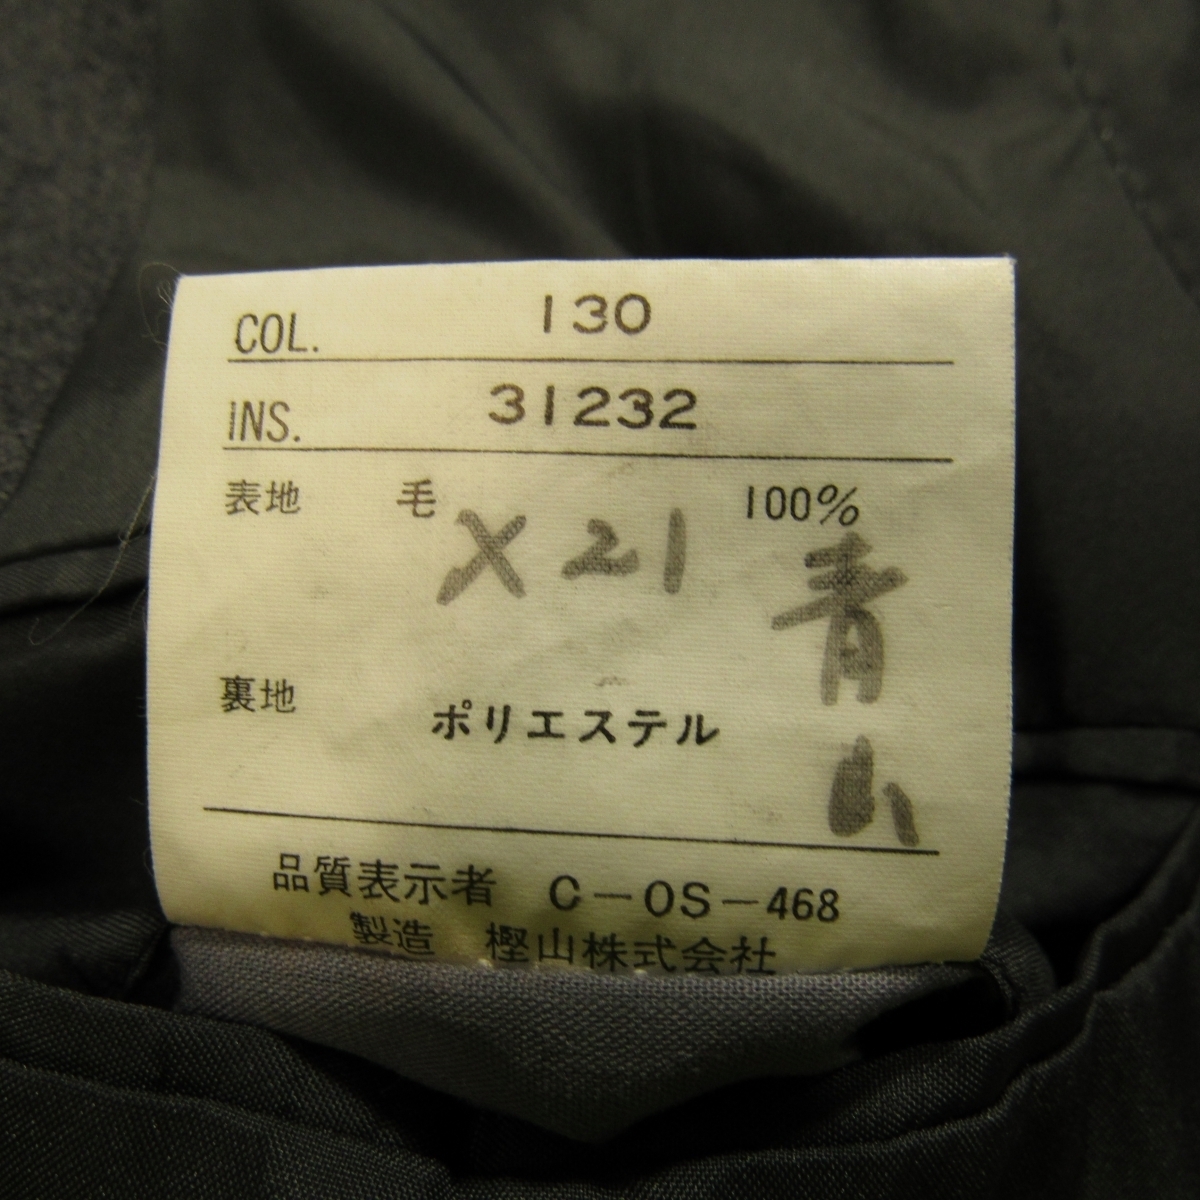 COL. 130
INS. 31232
表地 毛 100%
X 21
青山
裏地 ポリエステル
品質表示者 C-OS-468
製造 樫山株式会社